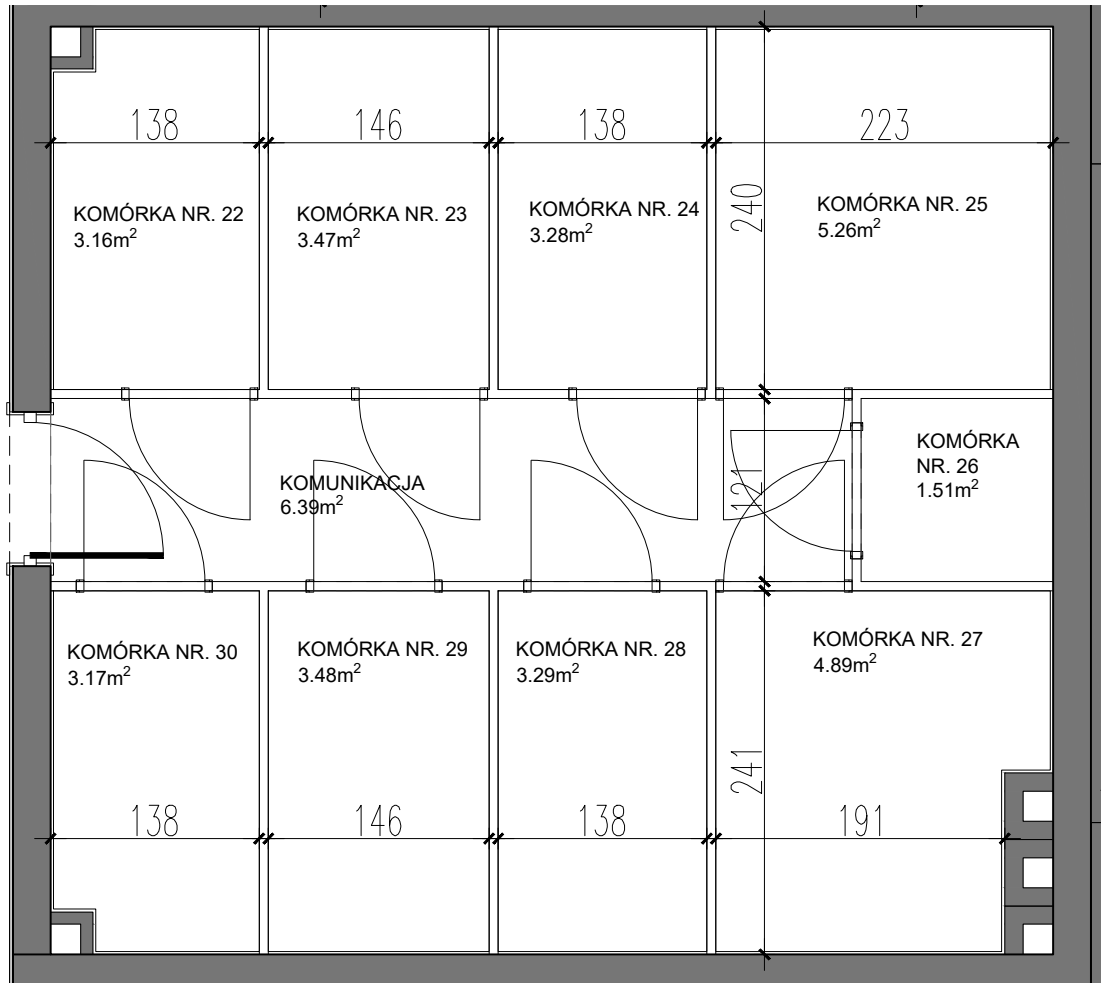 138
146
138
223
240
KOMÓRKA NR. 22
3.16m²
KOMÓRKA NR. 23
3.47m²
KOMÓRKA NR. 24
3.28m²
KOMÓRKA NR. 25
5.26m²
KOMUNIKACJA
6.39m²
121
KOMÓRKA
NR. 26
1.51m²
KOMÓRKA NR. 30
3.17m²
KOMÓRKA NR. 29
3.48m²
KOMÓRKA NR. 28
3.29m²
KOMÓRKA NR. 27
4.89m²
241
138
146
138
191